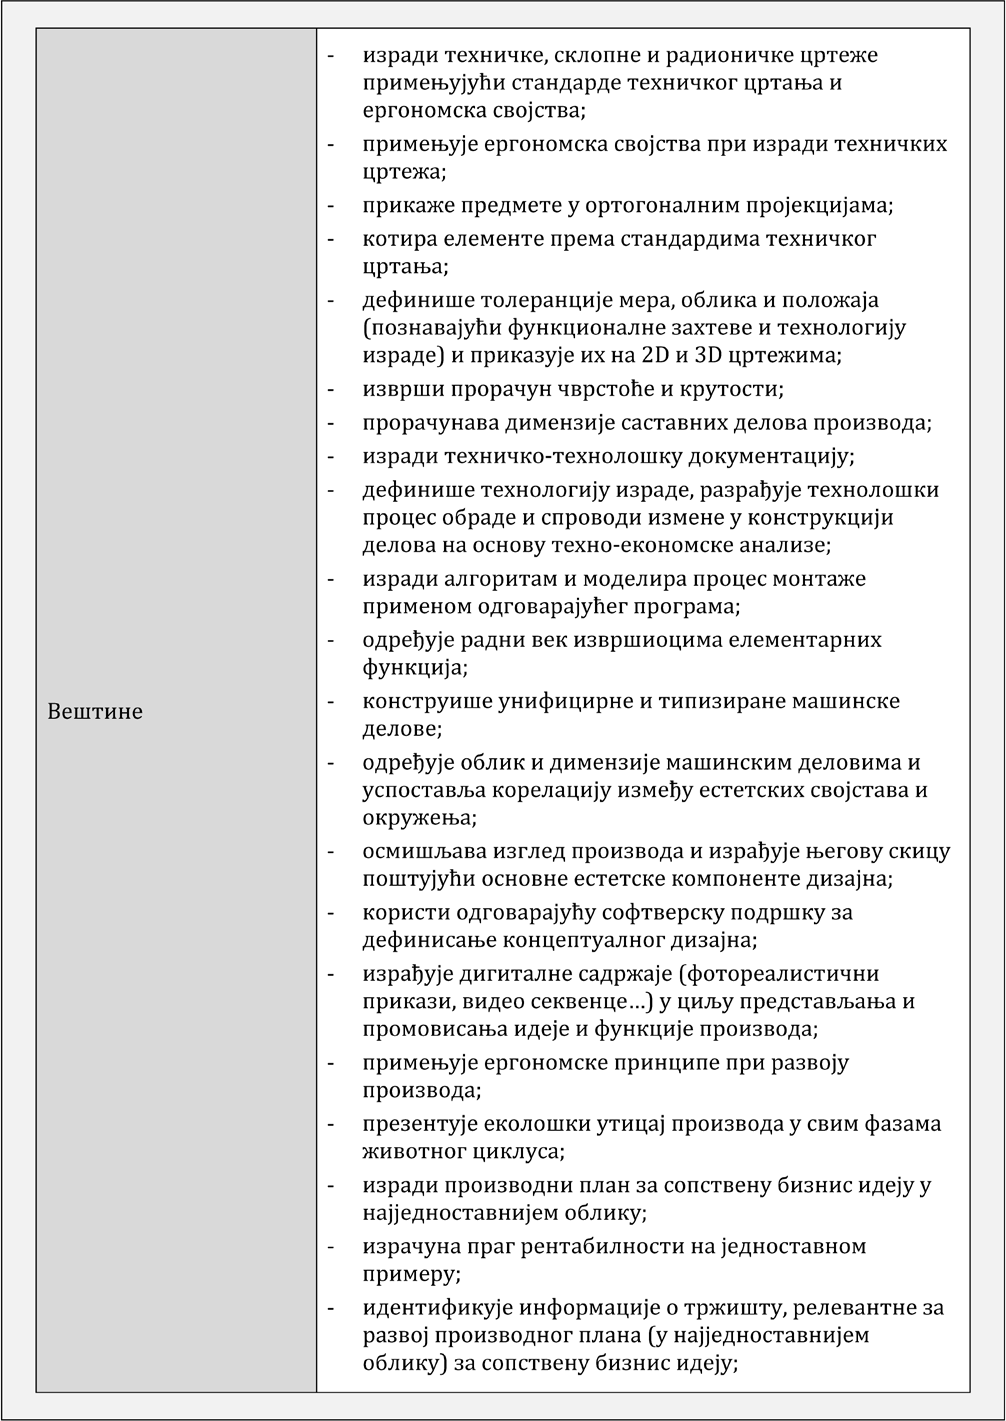 Вештине
- изради техничке, склопне и радионичке цртеже
примењујући стандарде техничког цртања и
ергономска својства;
- примењује ергономска својства при изради техничких
цртежа;
- прикаже предмете у ортогоналним пројекцијама;
- котира елементе према стандардима техничког
цртања;
- дефинише толеранције мера, облика и положаја
(познавајући функционалне захтеве и технологију
израде) и приказује их на 2D и 3D цртежима;
- изврши прорачун чврстоће и крутости;
- прорачунава димензије саставних делова производа;
- изради техничко-технолошку документацију;
- дефинише технологију израде, разрађује технолошки
процес обраде и спроводи измене у конструкцији
делова на основу техно-економске анализе;
- изради алгоритам и моделира процес монтаже
применом одговарајућег програма;
- одређује радни век извршиоцима елементарних
функција;
- конструише унифицирне и типизиране машинске
делове;
- одређује облик и димензије машинским деловима и
успоставља корелацију између естетских својстава и
окружења;
- осмишљава изглед производа и израђује његову скицу
поштујући основне естетске компоненте дизајна;
- користи одговарајућу софтверску подршку за
дефинисање концептуалног дизајна;
- израђује дигиталне садржаје (фотореалистични
прикази, видео секвенце...) у циљу представљања и
промовисања идеје и функције производа;
- примењује ергономске принципе при развоју
производа;
- презентује еколошки утицај производа у свим фазама
животног циклуса;
- изради производни план за сопствену бизнис идеју у
најједноставнијем облику;
- израчуна праг рентабилности на једноставном
примеру;
- идентификује информације о тржишту, релевантне за
развој производног плана (у најједноставнијем
облику) за сопствену бизнис идеју;